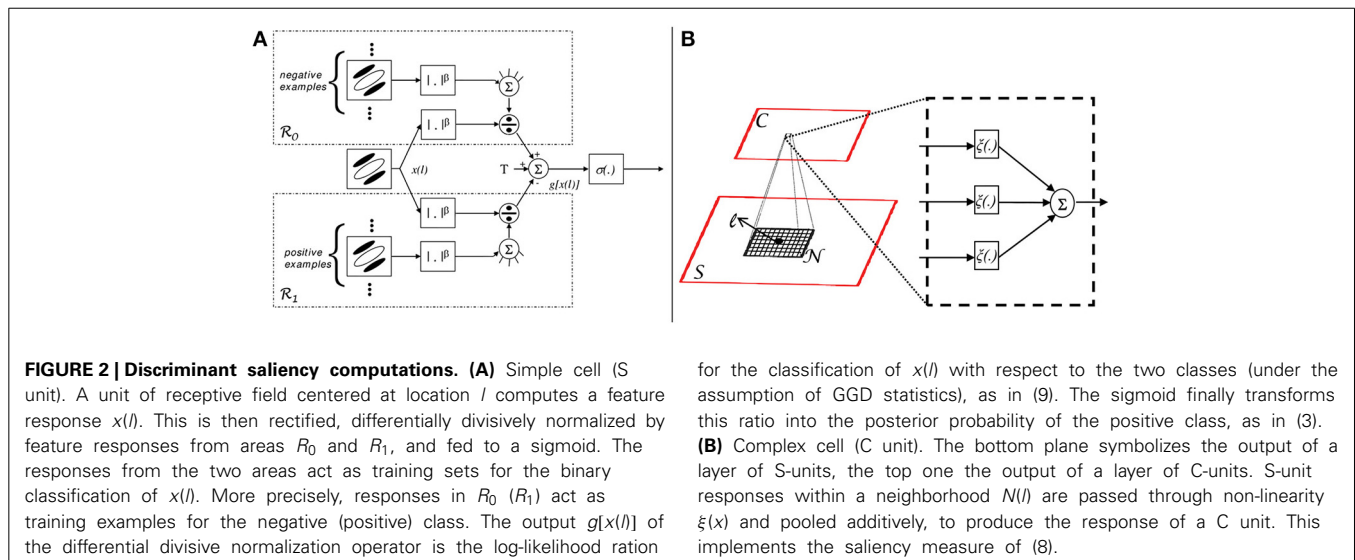 A
negative
examples
| . |β
Σ
R0
| . |β
x(l)
T
+
+
-
Σ
g[x(l)]
σ(.)
| . |β
positive
examples
| . |β
Σ
R1
B
C
ℓ
N
S
ξ(.)
ξ(.)
ξ(.)
Σ
FIGURE 2 | Discriminant saliency computations. (A) Simple cell (S
unit). A unit of receptive field centered at location l computes a feature
response x(l). This is then rectified, differentially divisively normalized by
feature responses from areas R0 and R1, and fed to a sigmoid. The
responses from the two areas act as training sets for the binary
classification of x(l). More precisely, responses in R0 (R1) act as
training examples for the negative (positive) class. The output g[x(l)] of
the differential divisive normalization operator is the log-likelihood ration
for the classification of x(l) with respect to the two classes (under the
assumption of GGD statistics), as in (9). The sigmoid finally transforms
this ratio into the posterior probability of the positive class, as in (3).
(B) Complex cell (C unit). The bottom plane symbolizes the output of a
layer of S-units, the top one the output of a layer of C-units. S-unit
responses within a neighborhood N(l) are passed through non-linearity
ξ(x) and pooled additively, to produce the response of a C unit. This
implements the saliency measure of (8).